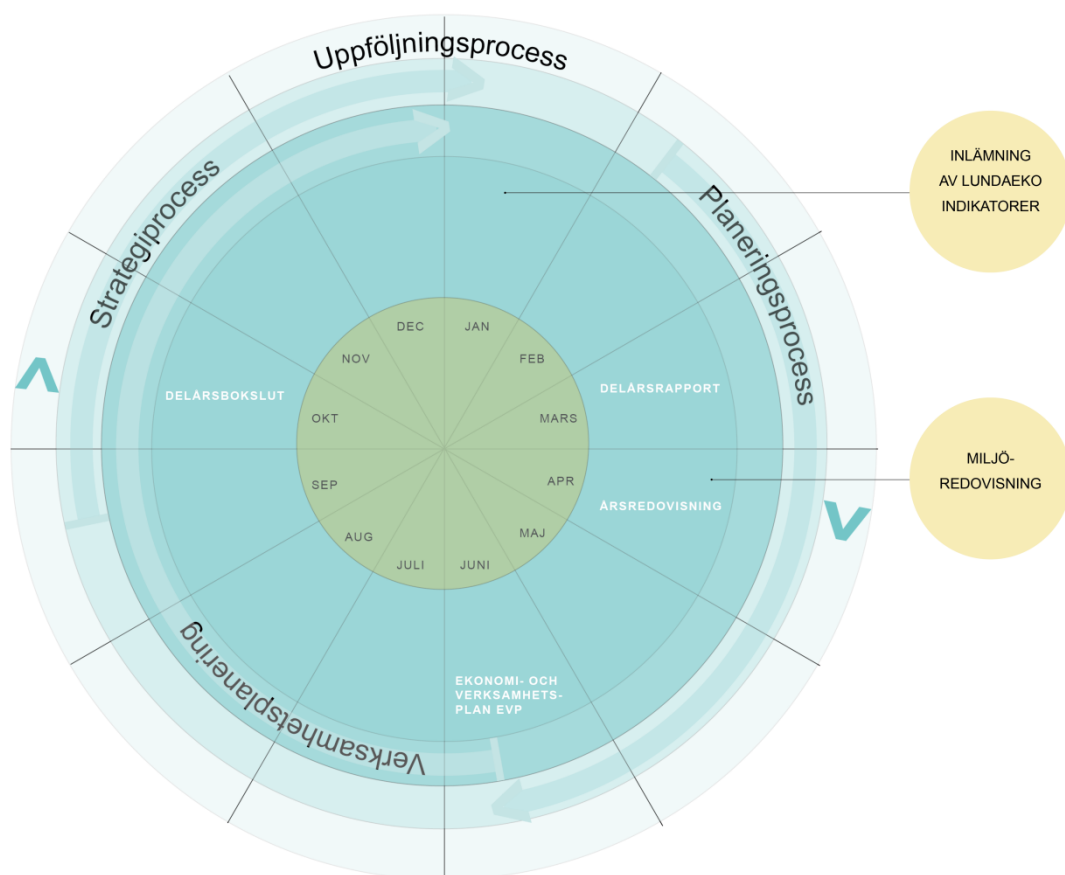 Uppföljningsprocess
Strategiprocess
Planeringsprocess
Verksamhetsplanering
INLÄMNING
AV LUNDAEKO
INDIKATORER
MILJÖ-
REDOVISNING
DEC
JAN
NOV
FEB
OKT
MARS
SEP
APR
AUG
MAJ
JULI
JUNI
DELÅRSBOKSLUT
DELÅRSRAPPORT
ÅRSREDOVISNING
EKONOMI- OCH
VERKSAMHETS-
PLAN EVP